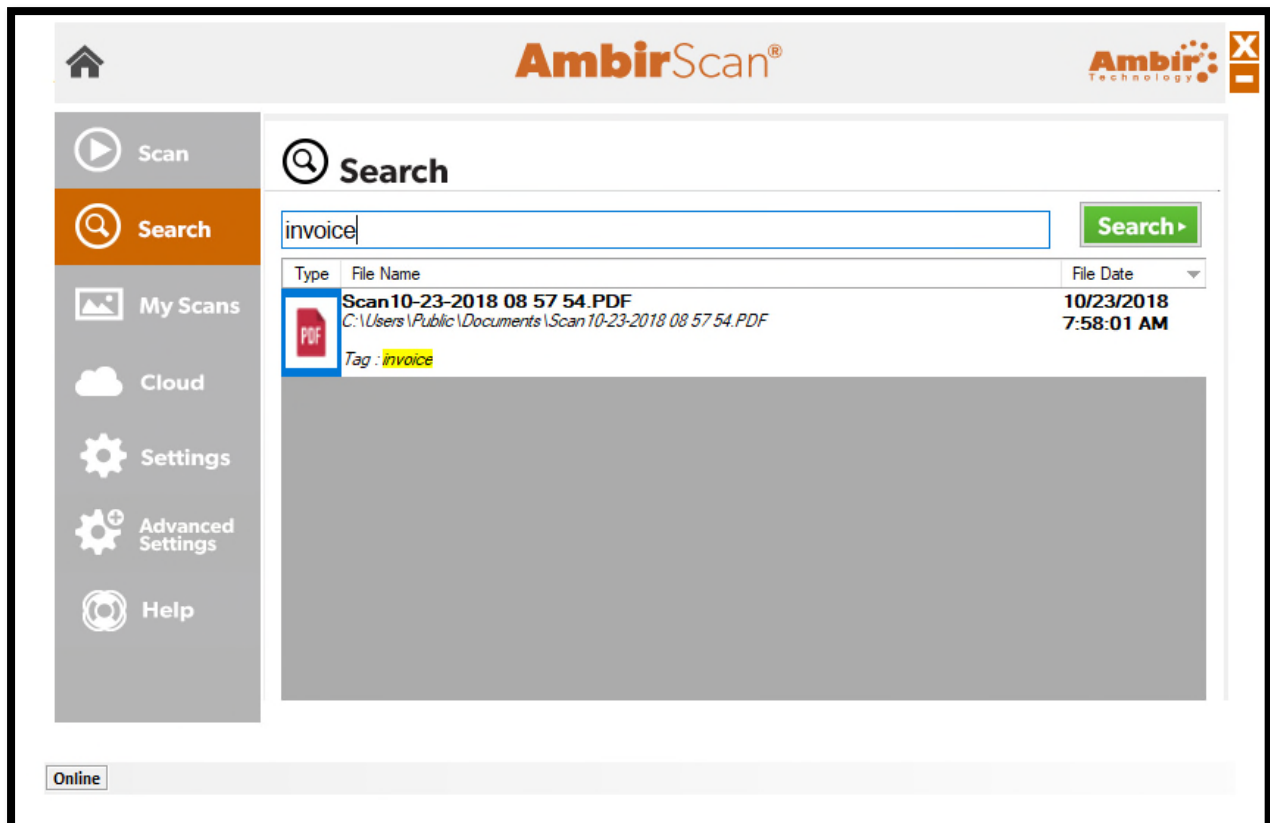 AmbirScan®
Ambir
Technology
X
Scan
Search
My Scans
Cloud
Settings
Advanced
Settings
Help
Search
invoice
Search
Type File Name File Date
Scan10-23-2018 08 57 54.PDF 10/23/2018
C:\Users\Public\Documents\Scan10-23-2018 08 57 54.PDF 7:58:01 AM
PDF
Tag : invoice
Online